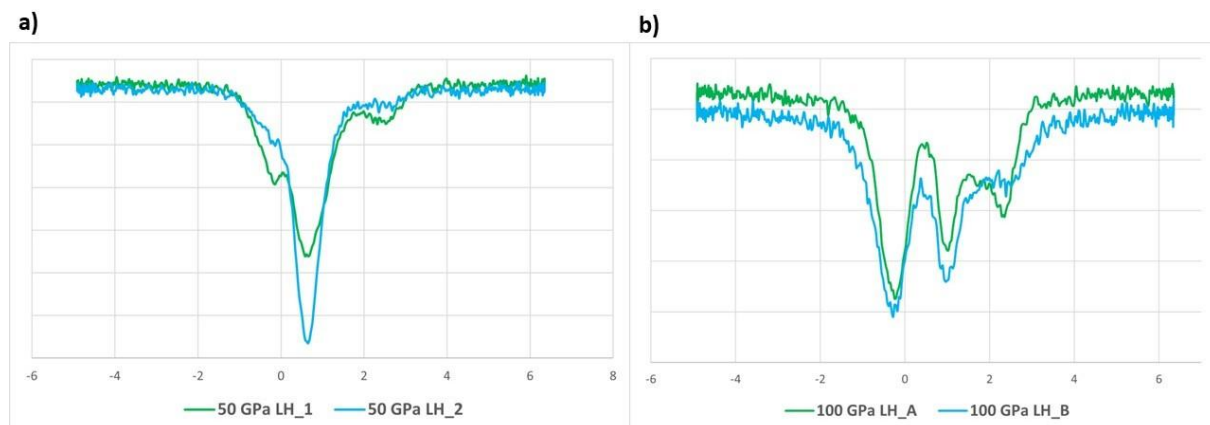 a)
b)
-6 -4 -2 0 2 4 6 8
-6 -4 -2 0 2 4 6
50 GPa LH_1 50 GPa LH_2
100 GPa LH_A 100 GPa LH_B